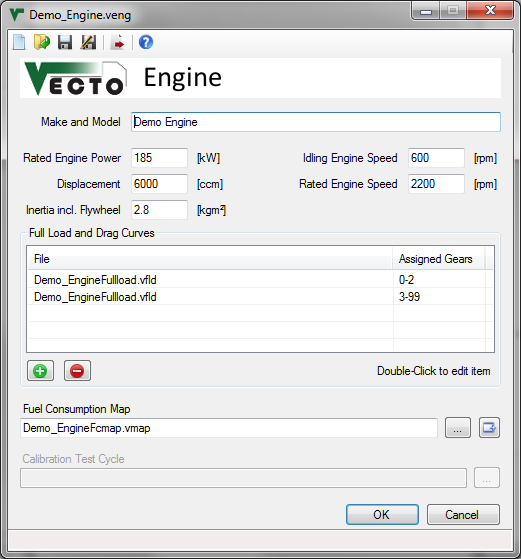 Demo_Engine.veng
VECTO Engine
Make and Model Demo Engine
Rated Engine Power 185 [kW] Idling Engine Speed 600 [rpm]
Displacement 6000 [ccm] Rated Engine Speed 2200 [rpm]
Inertia incl. Flywheel 2.8 [kgm²]
Full Load and Drag Curves
File Assigned Gears
Demo_EngineFullload.vfld 0-2
Demo_EngineFullload.vfld 3-99
Double-Click to edit item
Fuel Consumption Map
Demo_EngineFcmap.vmap ...
Calibration Test Cycle
...
OK Cancel